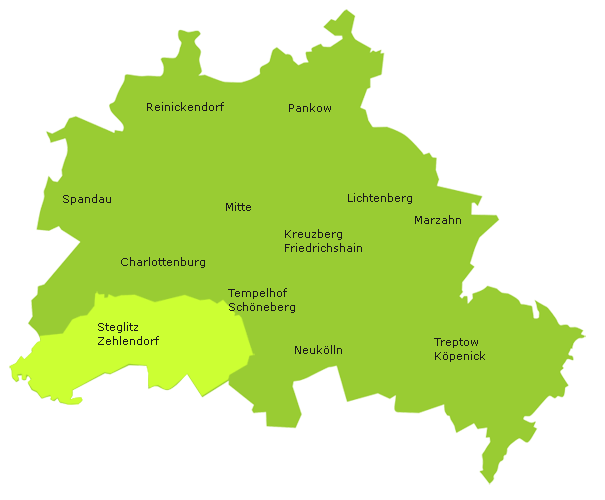 Reinickendorf
Pankow
Spandau
Mitte
Lichtenberg
Marzahn
Kreuzberg
Friedrichshain
Charlottenburg
Tempelhof
Schöneberg
Steglitz
Zehlendorf
Neukölln
Treptow
Köpenick